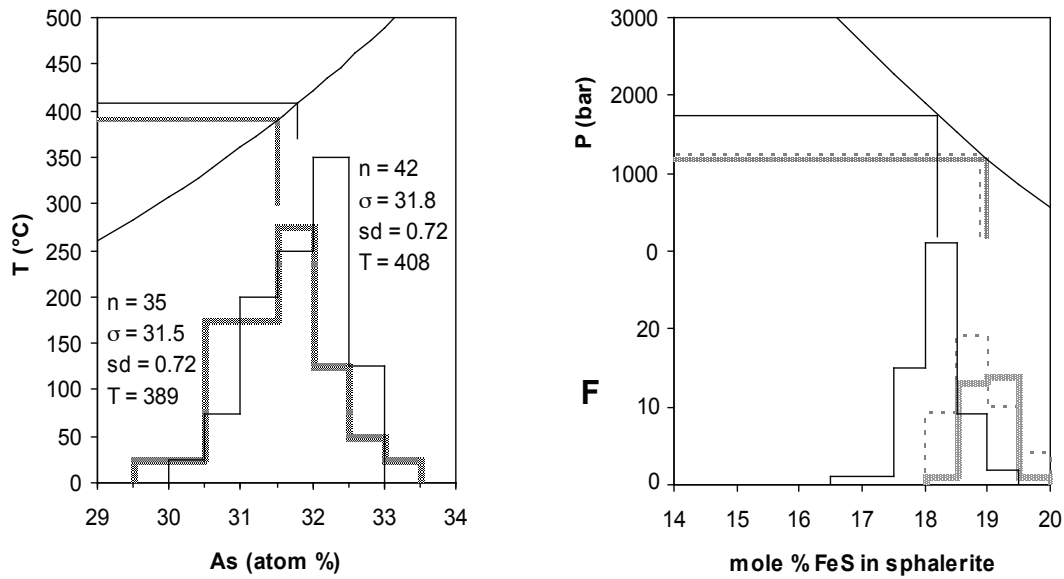 500
450
400
350
300
250
200
150
100
50
0
T (°C)
29 30 31 32 33 34
As (atom %)
n = 42
σ = 31.8
sd = 0.72
T = 408
n = 35
σ = 31.5
sd = 0.72
T = 389
3000
2000
1000
0
P (bar)
20
10
0
F
14 15 16 17 18 19 20
mole % FeS in sphalerite